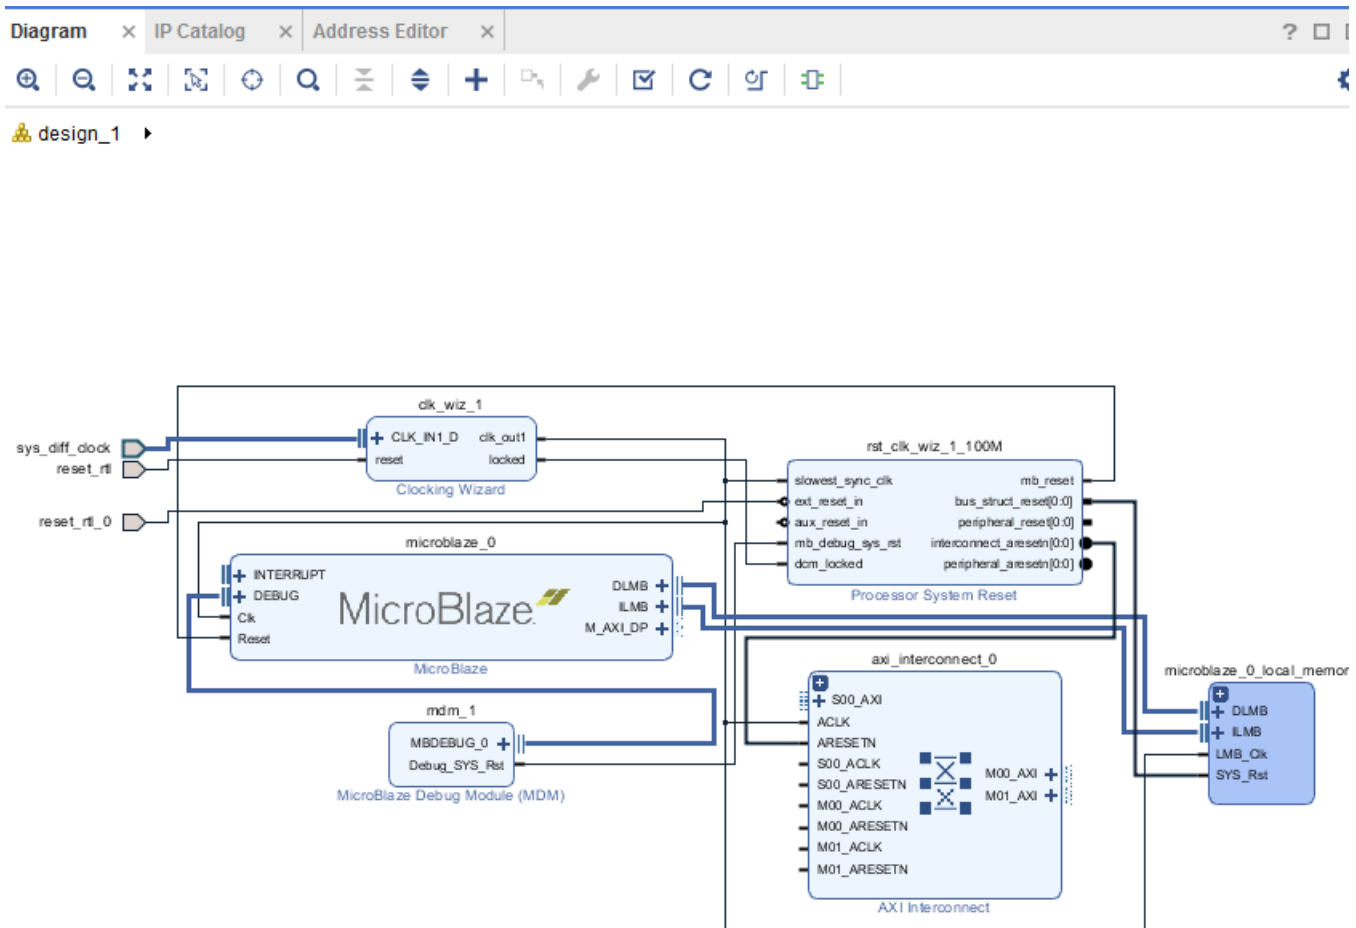 Diagram × IP Catalog × Address Editor × ?
design_1
clk_wiz_1
sys_diff_clock
reset_rtl
CLK_IN1_D clk_out1
reset locked
Clocking Wizard
rst_clk_wiz_1_100M
slowest_sync_clk mb_reset
ext_reset_in bus_struct_reset[0:0]
aux_reset_in peripheral_reset[0:0]
mb_debug_sys_rst interconnect_aresetn[0:0]
dcm_locked peripheral_aresetn[0:0]
Processor System Reset
reset_rtl_0
microblaze_0
INTERRUPT
DEBUG
Clk
Reset
MicroBlaze
DLMB
ILMB
M_AXI_DP
MicroBlaze
axi_interconnect_0
S00_AXI
ACLK
ARESETN
S00_ACLK
S00_ARESETN
M00_ACLK
M00_ARESETN
M01_ACLK
M01_ARESETN
M00_AXI
M01_AXI
AXI Interconnect
microblaze_0_local_memor
DLMB
ILMB
LMB_Clk
SYS_Rst
mdm_1
MBDEBUG_0
Debug_SYS_Rst
MicroBlaze Debug Module (MDM)